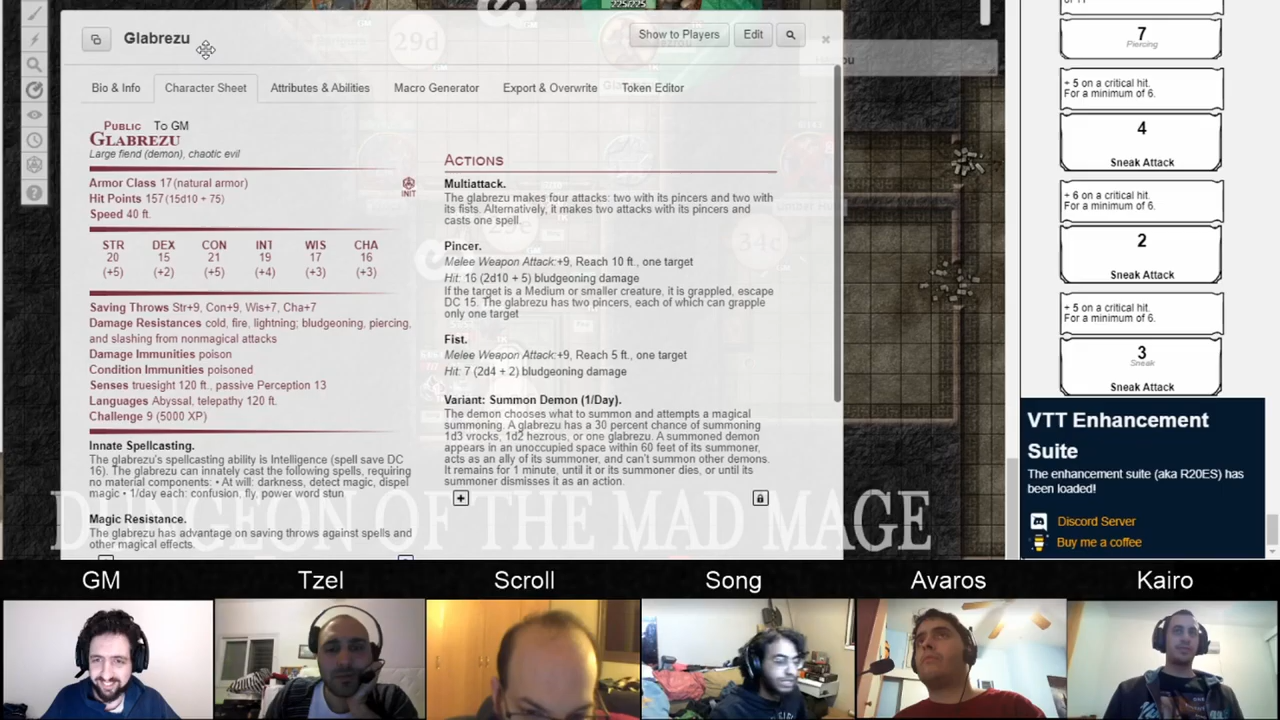 225/225
29d
Glabrezu
Show to Players
Edit
Bio & Info
Character Sheet
Attributes & Abilities
Macro Generator
Export & Overwrite
Token Editor
PUBLIC To GM
GLABREZU
Large fiend (demon), chaotic evil
Armor Class 17 (natural armor)
Hit Points 157 (15d10 + 75)
Speed 40 ft.
INIT
STR DEX CON INT WIS CHA
20 15 21 19 17 16
(+5) (+2) (+5) (+4) (+3) (+3)
Saving Throws Str+9, Con+9, Wis+7, Cha+7
Damage Resistances cold, fire, lightning; bludgeoning, piercing,
and slashing from nonmagical attacks
Damage Immunities poison
Condition Immunities poisoned
Senses truesight 120 ft., passive Perception 13
Languages Abyssal, telepathy 120 ft.
Challenge 9 (5000 XP)
Innate Spellcasting.
The glabrezu's spellcasting ability is Intelligence (spell save DC
16). The glabrezu can innately cast the following spells, requiring
no material components: • At will: darkness, detect magic, dispel
magic • 1/day each: confusion, fly, power word stun
Magic Resistance.
The glabrezu has advantage on saving throws against spells and
other magical effects.
ACTIONS
Multiattack.
The glabrezu makes four attacks: two with its pincers and two with
its fists. Alternatively, it makes two attacks with its pincers and
casts one spell.
Pincer.
Melee Weapon Attack:+9, Reach 10 ft., one target
Hit: 16 (2d10 + 5) bludgeoning damage
If the target is a Medium or smaller creature, it is grappled, escape
DC 15. The glabrezu has two pincers, each of which can grapple
only one target
Fist.
Melee Weapon Attack:+9, Reach 5 ft., one target
Hit: 7 (2d4 + 2) bludgeoning damage
Variant: Summon Demon (1/Day).
The demon chooses what to summon and attempts a magical
summoning. A glabrezu has a 30 percent chance of summoning
1d3 vrocks, 1d2 hezrous, or one glabrezu. A summoned demon
appears in an unoccupied space within 60 feet of its summoner,
acts as an ally of its summoner, and can't summon other demons.
It remains for 1 minute, until it or its summoner dies, or until its
summoner dismisses it as an action.
34c
DUNGEON OF THE MAD MAGE
7
Piercing
+ 5 on a critical hit.
For a minimum of 6.
4
Sneak Attack
+ 6 on a critical hit.
For a minimum of 6.
2
Sneak Attack
+ 5 on a critical hit.
For a minimum of 6.
3
Sneak
Sneak Attack
VTT Enhancement
Suite
The enhancement suite (aka R20ES) has
been loaded!
Discord Server
Buy me a coffee
GM
Tzel
Scroll
Song
Avaros
Kairo